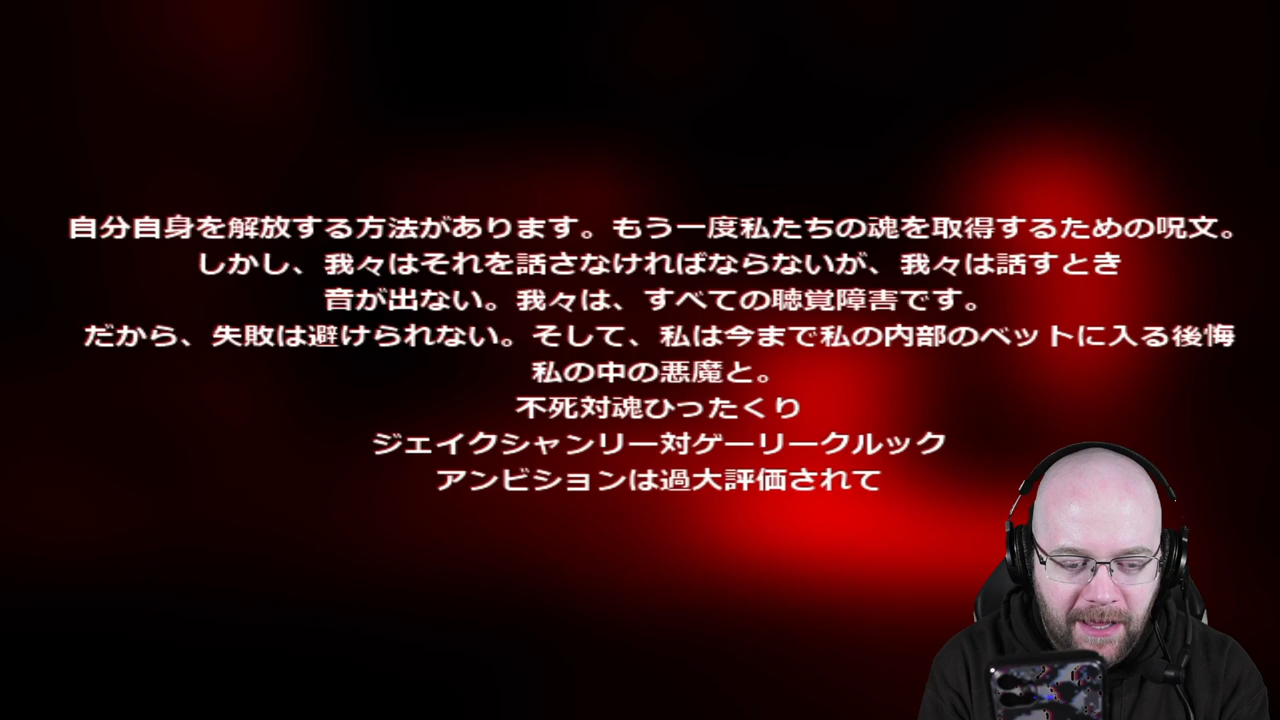 自分自身を解放する方法があります。もう一度私たちの魂を取得するための呪文。
しかし、我々はそれを話さなければならないが、我々は話すとき
音が出ない。我々は、すべての聴覚障害です。
だから、失敗は避けられない。そして、私は今まで私の内部のベットに入る後悔
私の中の悪魔と。
不死対魂ひったくり
ジェイクシャンリー対ゲーリークルック
アンビションは過大評価されて